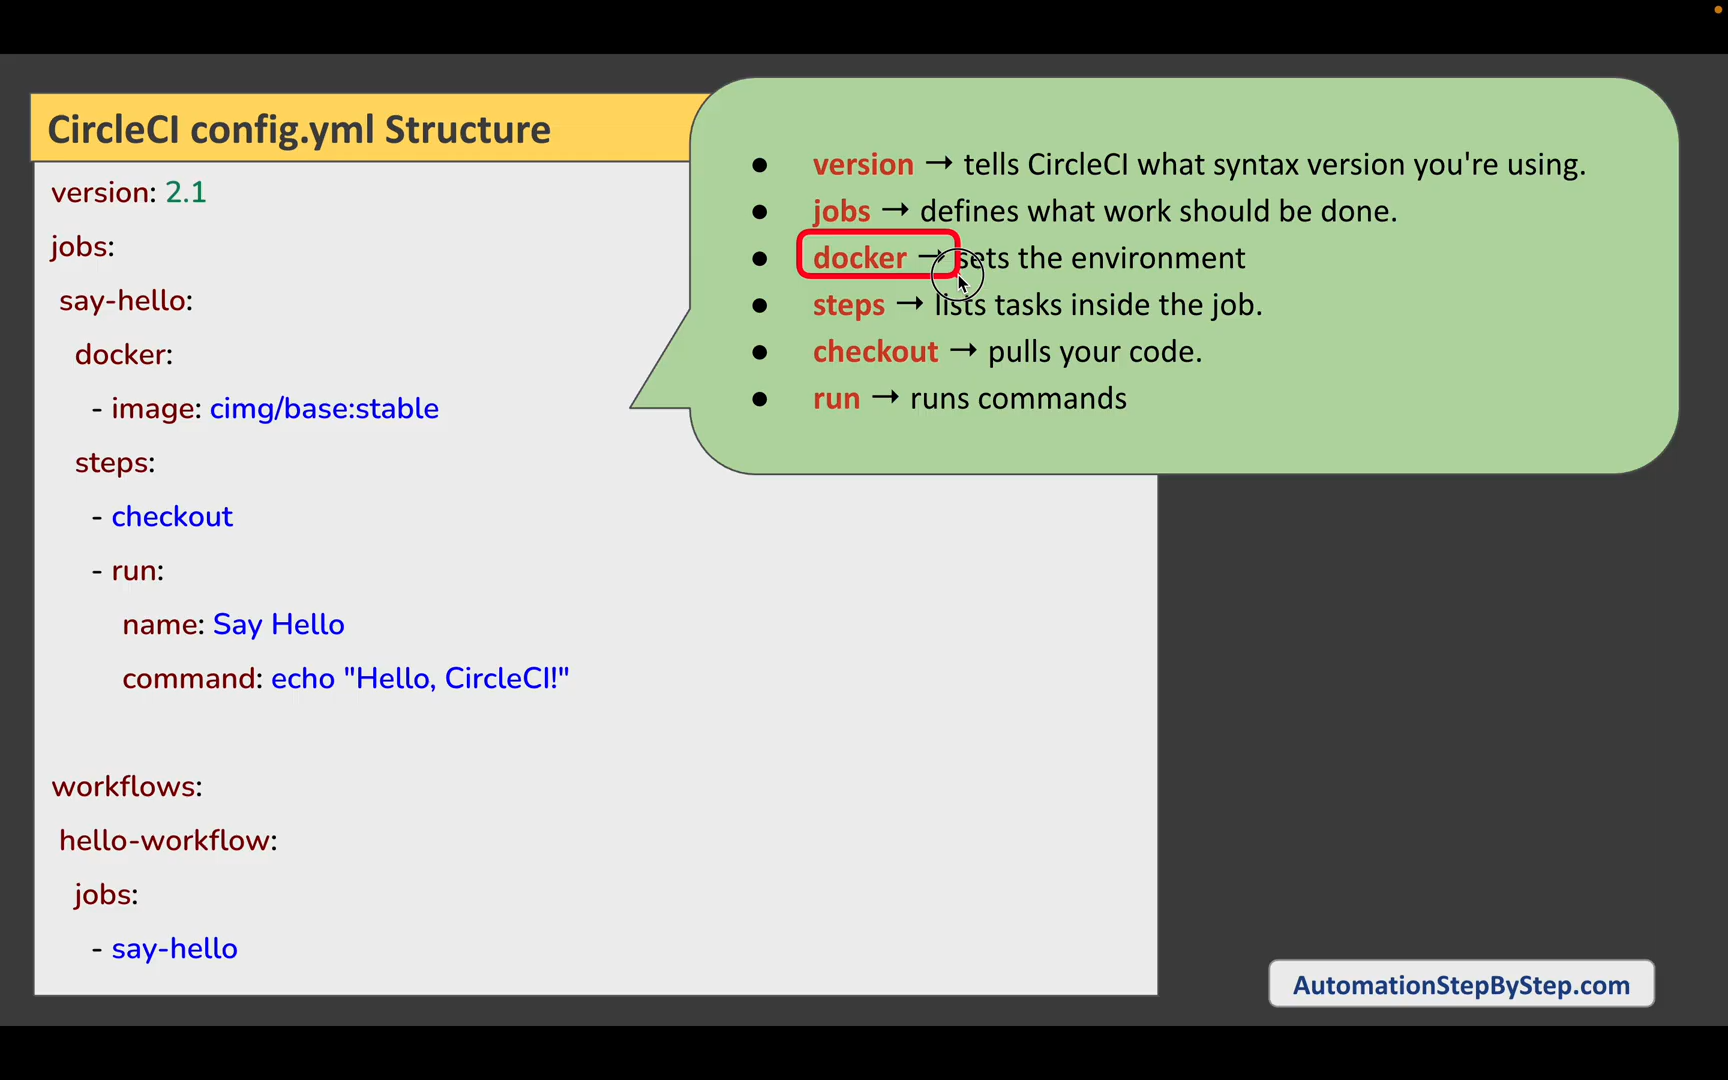 CircleCI config.yml Structure
version: 2.1
jobs:
say-hello:
docker:
- image: cimg/base:stable
steps:
- checkout
- run:
name: Say Hello
command: echo "Hello, CircleCI!"
workflows:
hello-workflow:
jobs:
- say-hello
● version → tells CircleCI what syntax version you're using.
● jobs → defines what work should be done.
● docker → sets the environment
● steps → lists tasks inside the job.
● checkout → pulls your code.
● run → runs commands
AutomationStepByStep.com